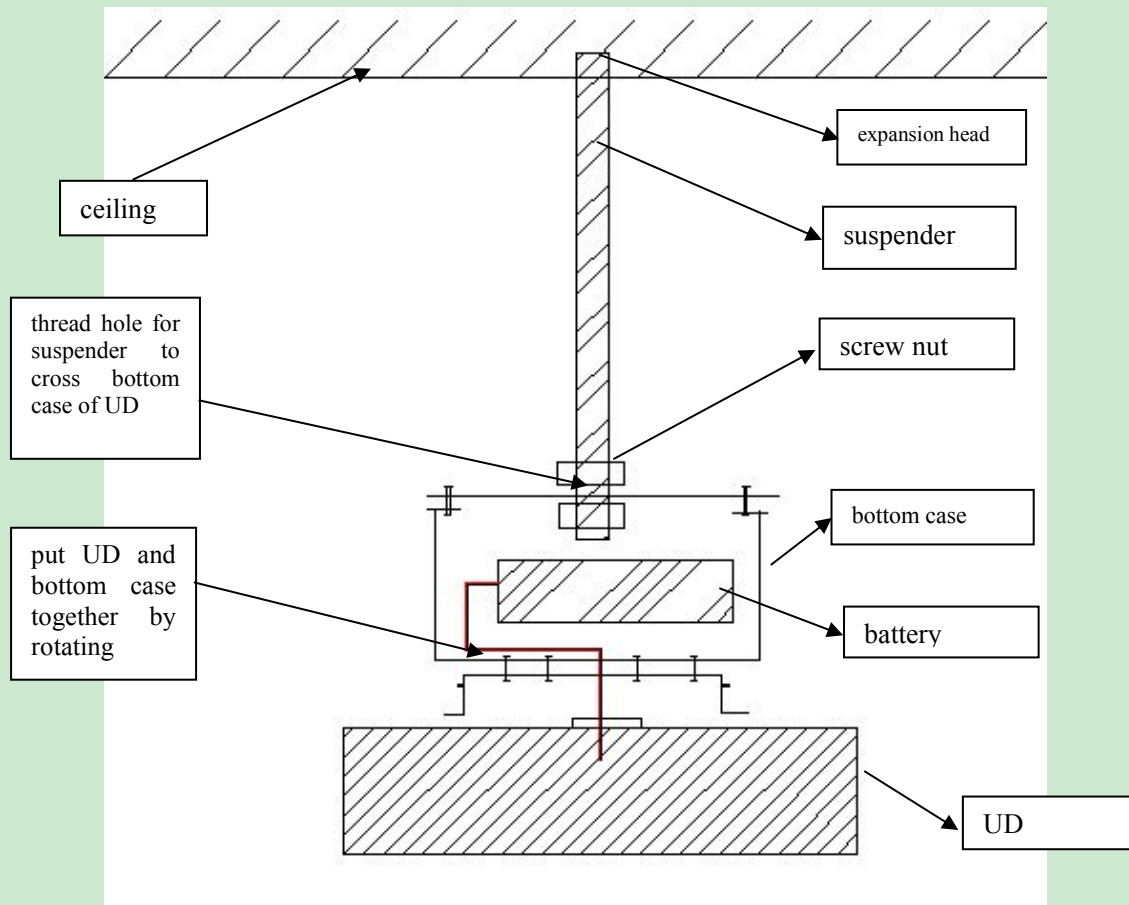 expansion head
ceiling
suspender
thread hole for
suspender to
cross bottom
case of UD
screw nut
bottom case
put UD and
bottom case
together by
rotating
battery
UD